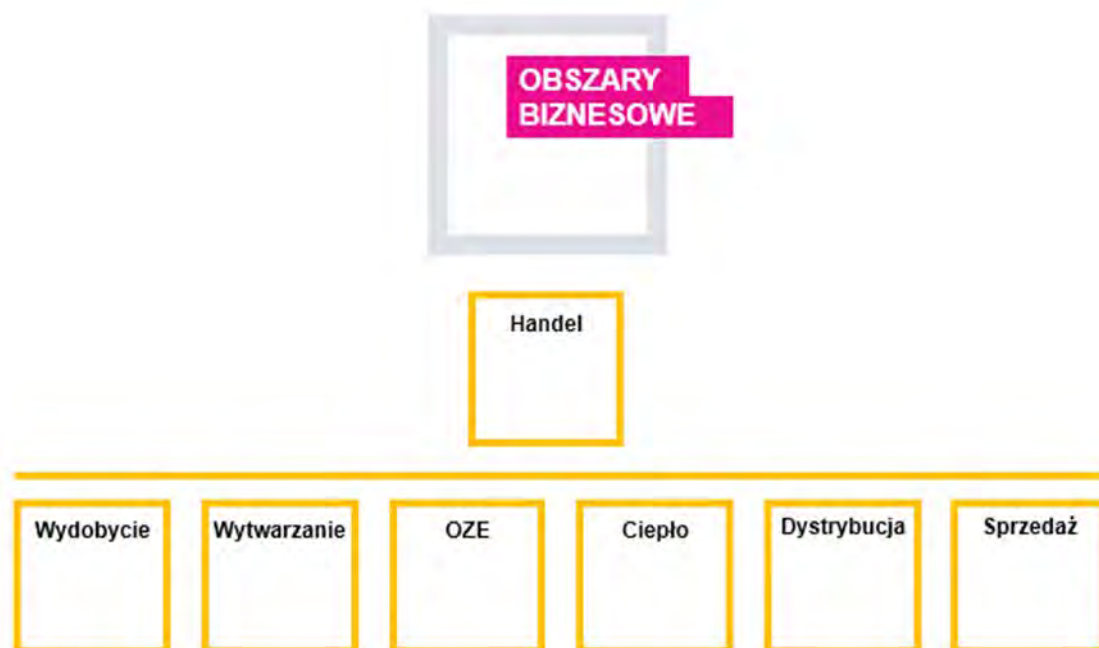 OBSZARY
BIZNESOWE
Handel
Wydobycie
Wytwarzanie
OZE
Ciepło
Dystrybucja
Sprzedaż